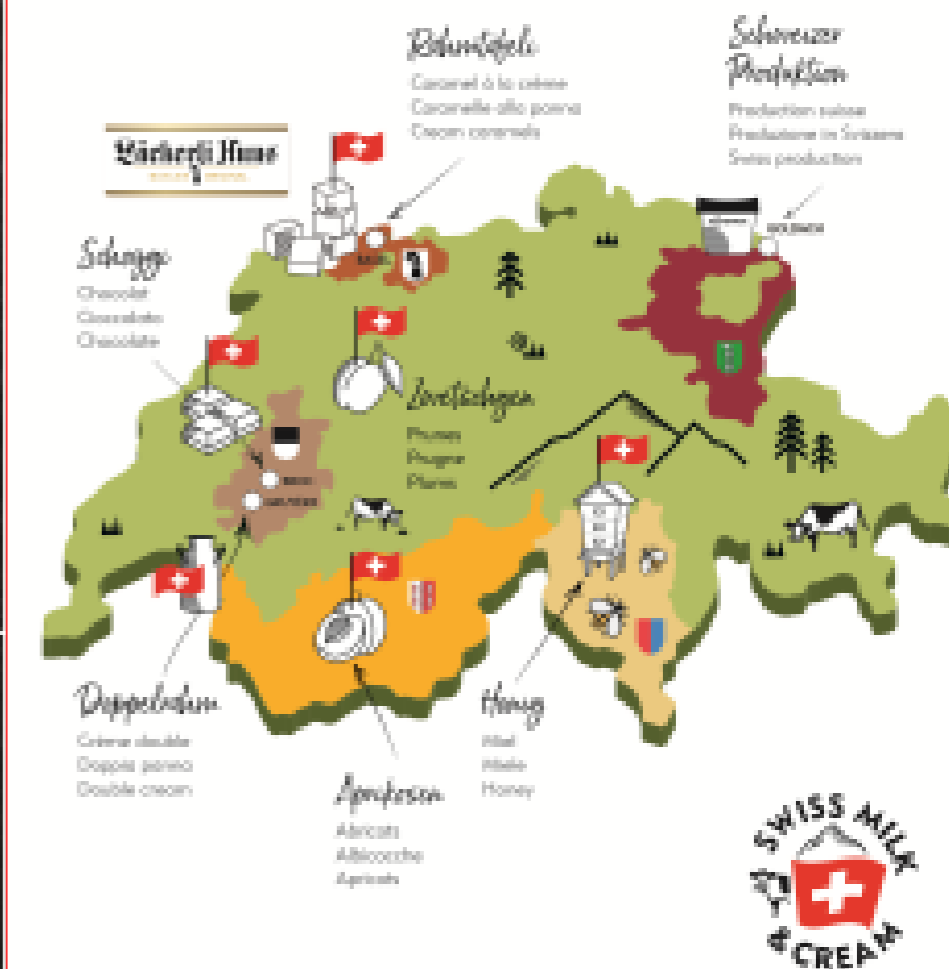 Rahmtäfeli
Caramel à la crème
Caramelle alla panna
Cream caramels
Schweizer
Produktion
Production suisse
Produzione in Svizzera
Swiss production
Läckerli Huus
Schoggi
Chocolat
Cioccolato
Chocolate
BASEL
GOLDACH
Zwetschgen
Prunes
Prugne
Plums
Doppelrahm
Crème double
Doppia panna
Double cream
Honig
Miel
Miele
Honey
Aprikosen
Abricots
Albicocche
Apricots
SWISS MILK
& CREAM